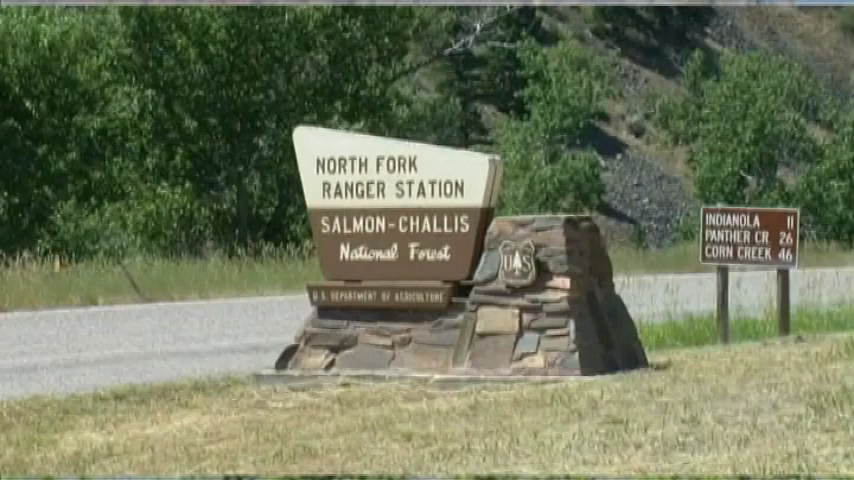 NORTH FORK
RANGER STATION
SALMON-CHALLIS
National Forest
U.S. DEPARTMENT OF AGRICULTURE
U S
INDIANOLA 11
PANTHER CR 26
CORN CREEK 46